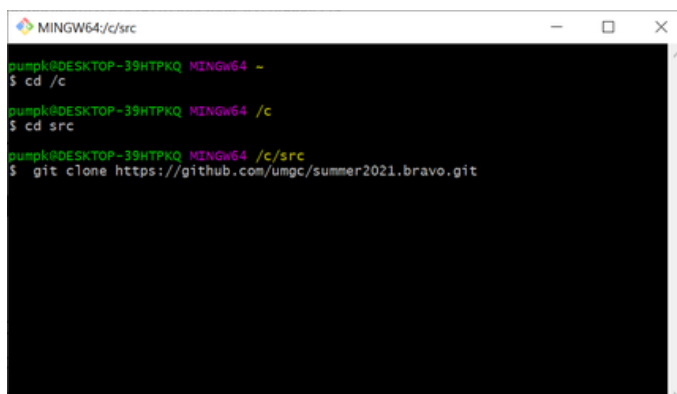 MINGW64:/c/src
pumpk@DESKTOP-39HTPKQ MINGW64 ~
$ cd /c
pumpk@DESKTOP-39HTPKQ MINGW64 /c
$ cd src
pumpk@DESKTOP-39HTPKQ MINGW64 /c/src
$  git clone https://github.com/umgc/summer2021.bravo.git